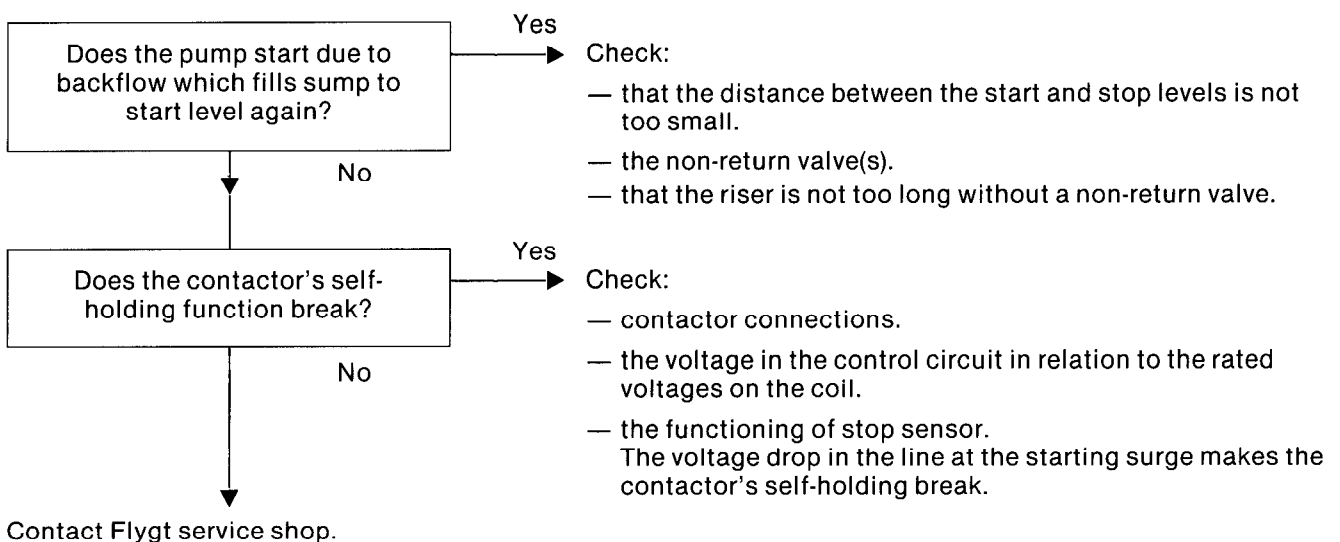 Does the pump start due to
backflow which fills sump to
start level again?
Yes
Check:
— that the distance between the start and stop levels is not
too small.
— the non-return valve(s).
— that the riser is not too long without a non-return valve.
No
Does the contactor's self-
holding function break?
Yes
Check:
— contactor connections.
— the voltage in the control circuit in relation to the rated
voltages on the coil.
— the functioning of stop sensor.
The voltage drop in the line at the starting surge makes the
contactor's self-holding break.
No
Contact Flygt service shop.